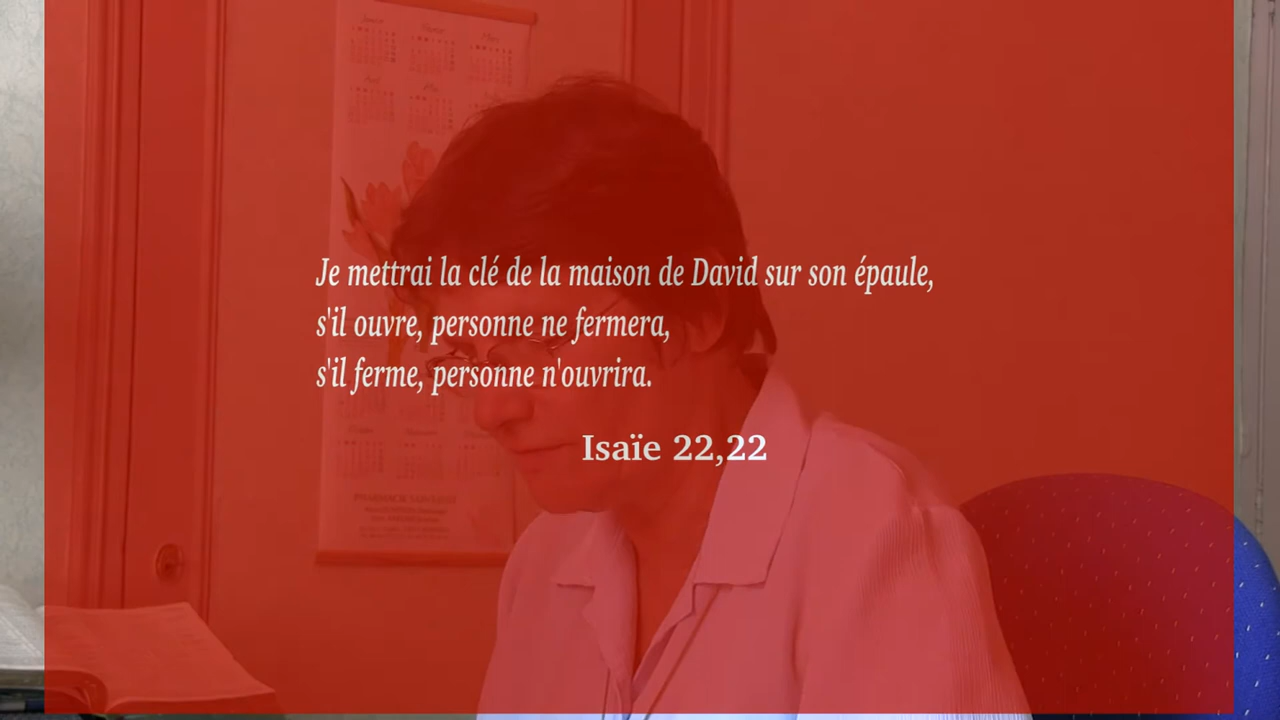 Je mettrai la clé de la maison de David sur son épaule,
s'il ouvre, personne ne fermera,
s'il ferme, personne n'ouvrira.
Isaïe 22,22